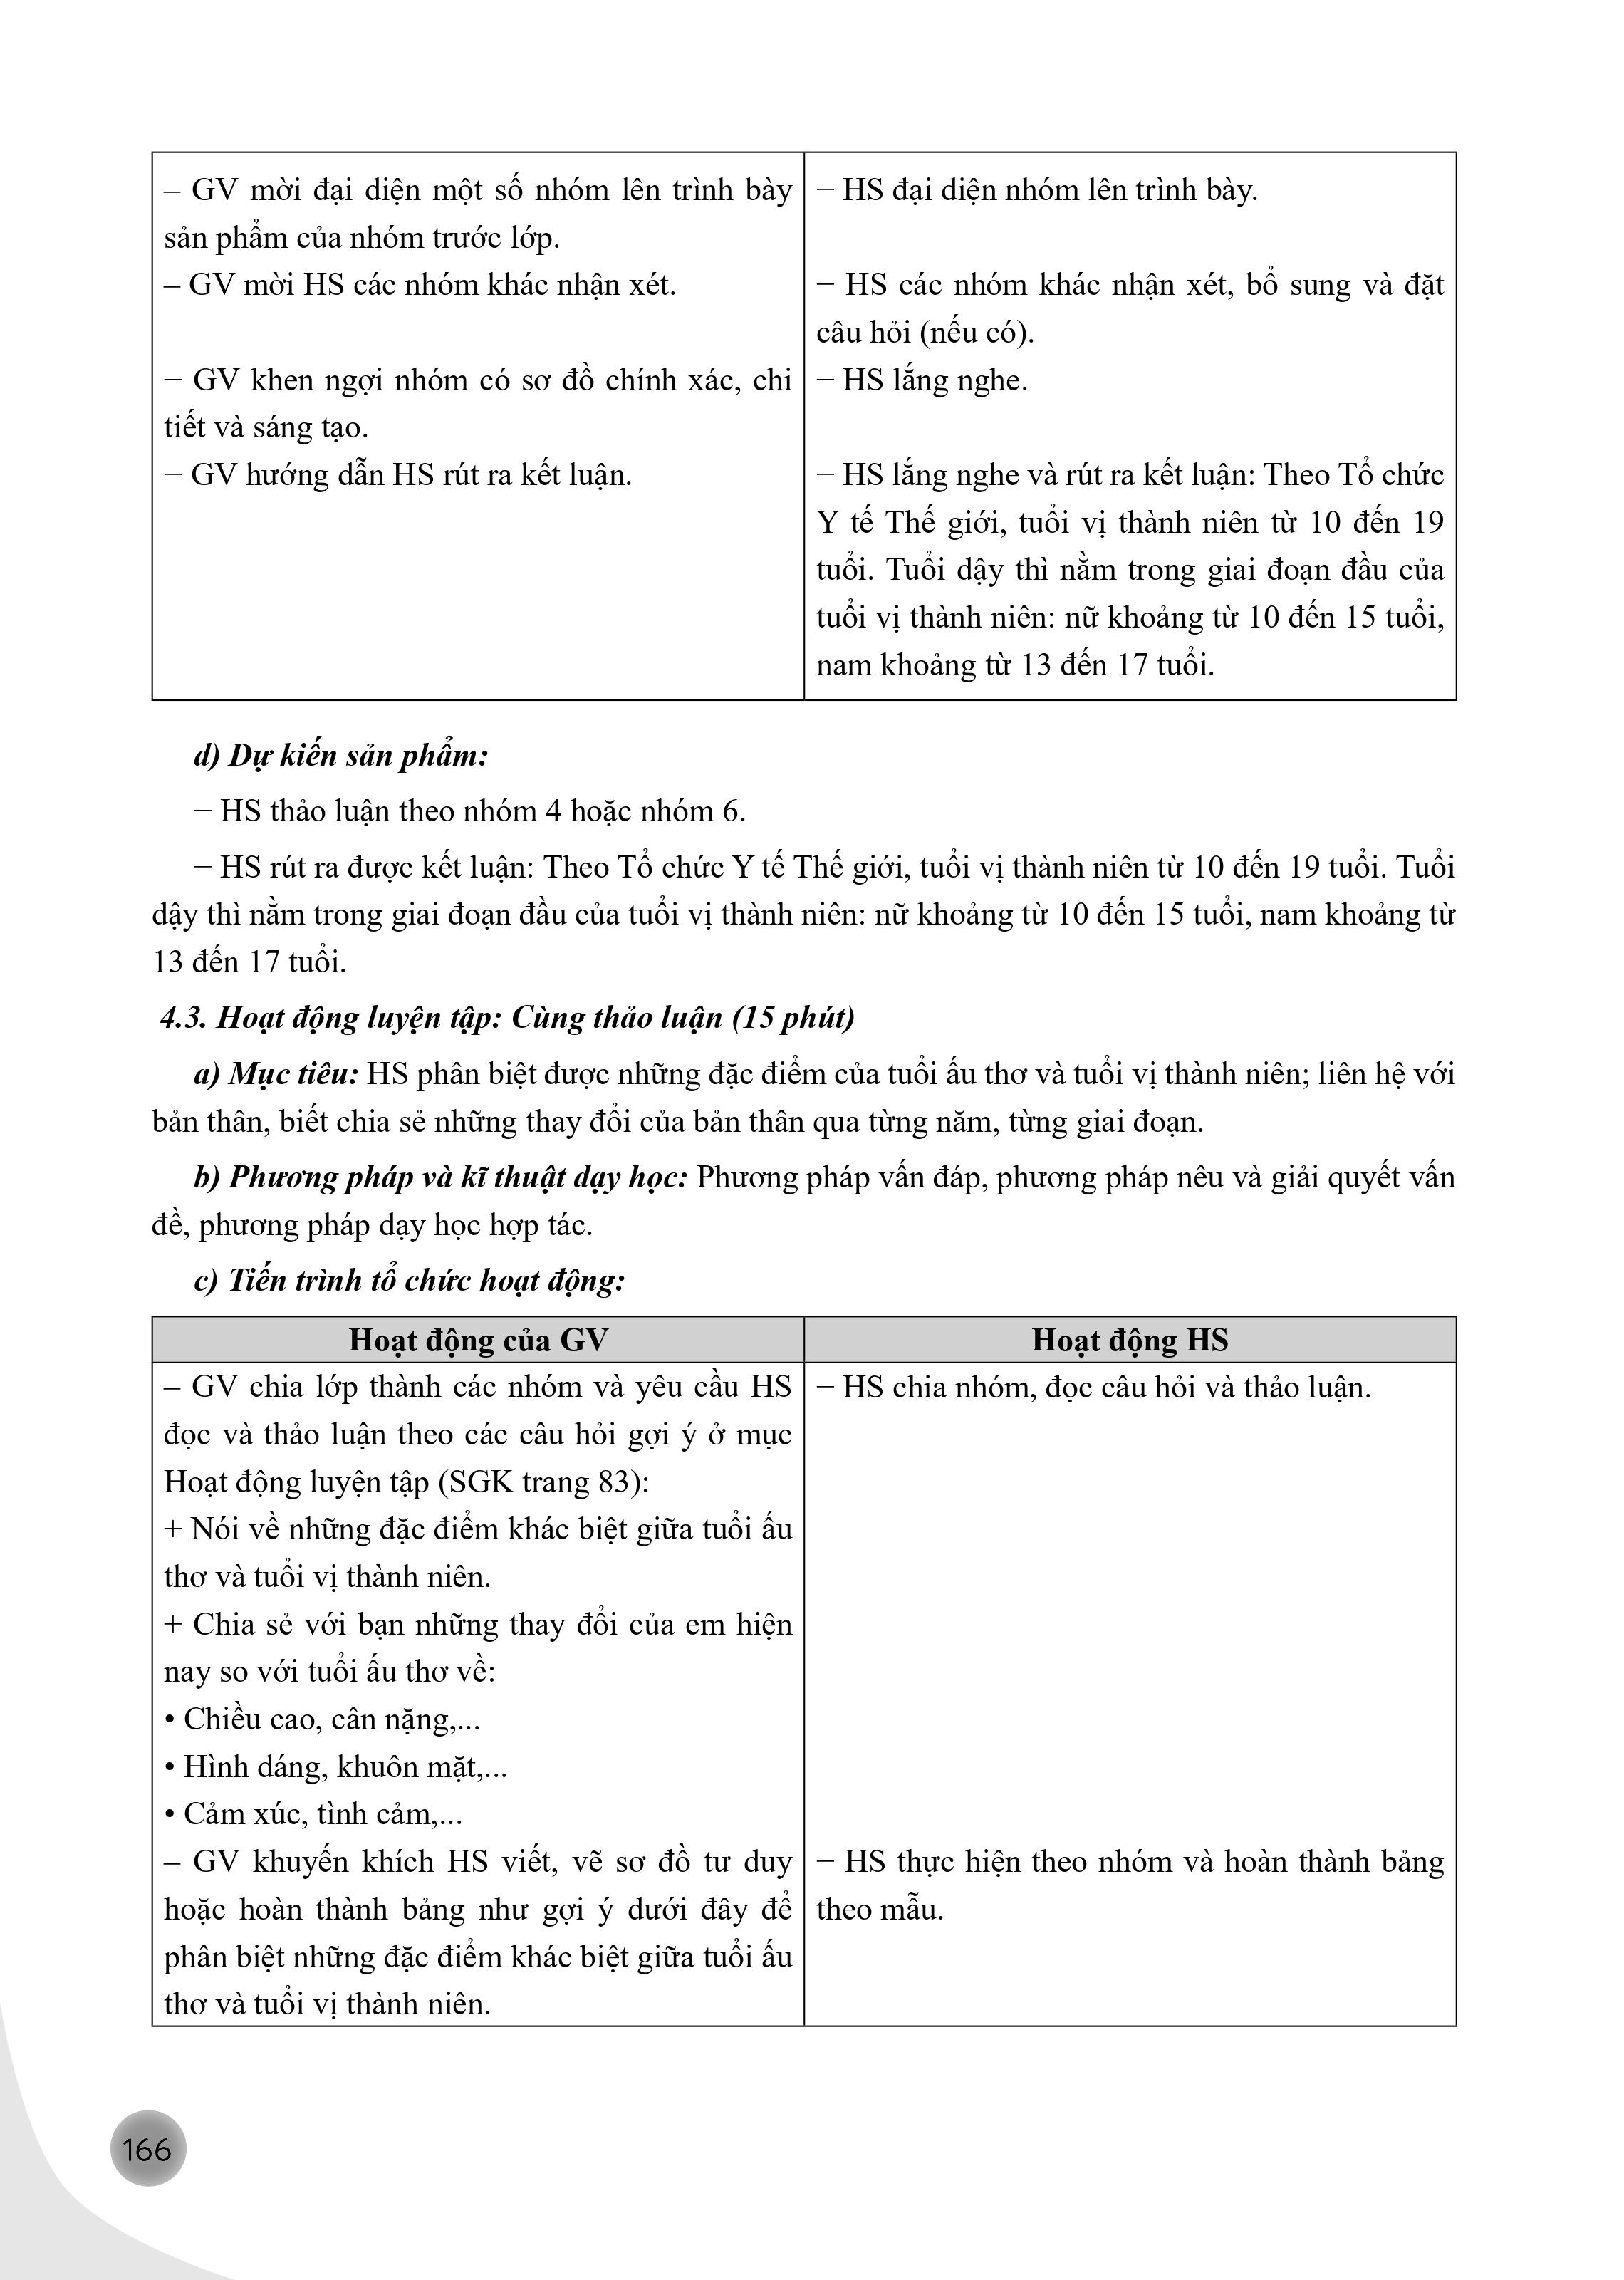 – GV mời đại diện một số nhóm lên trình bày
sản phẩm của nhóm trước lớp.
– GV mời HS các nhóm khác nhận xét.
− GV khen ngợi nhóm có sơ đồ chính xác, chi
tiết và sáng tạo.
− GV hướng dẫn HS rút ra kết luận.
− HS đại diện nhóm lên trình bày.
− HS các nhóm khác nhận xét, bổ sung và đặt
câu hỏi (nếu có).
− HS lắng nghe.
− HS lắng nghe và rút ra kết luận: Theo Tổ chức
Y tế Thế giới, tuổi vị thành niên từ 10 đến 19
tuổi. Tuổi dậy thì nằm trong giai đoạn đầu của
tuổi vị thành niên: nữ khoảng từ 10 đến 15 tuổi,
nam khoảng từ 13 đến 17 tuổi.
d) Dự kiến sản phẩm:
− HS thảo luận theo nhóm 4 hoặc nhóm 6.
− HS rút ra được kết luận: Theo Tổ chức Y tế Thế giới, tuổi vị thành niên từ 10 đến 19 tuổi. Tuổi
dậy thì nằm trong giai đoạn đầu của tuổi vị thành niên: nữ khoảng từ 10 đến 15 tuổi, nam khoảng từ
13 đến 17 tuổi.
4.3. Hoạt động luyện tập: Cùng thảo luận (15 phút)
a) Mục tiêu: HS phân biệt được những đặc điểm của tuổi ấu thơ và tuổi vị thành niên; liên hệ với
bản thân, biết chia sẻ những thay đổi của bản thân qua từng năm, từng giai đoạn.
b) Phương pháp và kĩ thuật dạy học: Phương pháp vấn đáp, phương pháp nêu và giải quyết vấn
đề, phương pháp dạy học hợp tác.
c) Tiến trình tổ chức hoạt động:
Hoạt động của GV
Hoạt động HS
– GV chia lớp thành các nhóm và yêu cầu HS
đọc và thảo luận theo các câu hỏi gợi ý ở mục
Hoạt động luyện tập (SGK trang 83):
+ Nói về những đặc điểm khác biệt giữa tuổi ấu
thơ và tuổi vị thành niên.
+ Chia sẻ với bạn những thay đổi của em hiện
nay so với tuổi ấu thơ về:
• Chiều cao, cân nặng,...
• Hình dáng, khuôn mặt,...
• Cảm xúc, tình cảm,...
– GV khuyến khích HS viết, vẽ sơ đồ tư duy
hoặc hoàn thành bảng như gợi ý dưới đây để
phân biệt những đặc điểm khác biệt giữa tuổi ấu
thơ và tuổi vị thành niên.
− HS chia nhóm, đọc câu hỏi và thảo luận.
− HS thực hiện theo nhóm và hoàn thành bảng
theo mẫu.
166